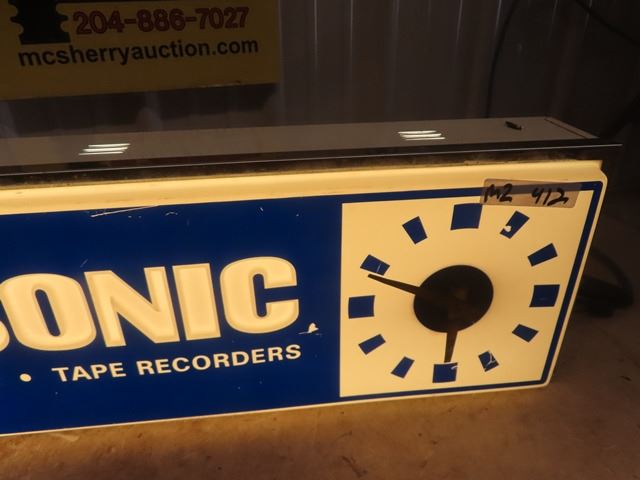 204-886-7027
mcsherryauction.com
M2 412
SONIC
• TAPE RECORDERS